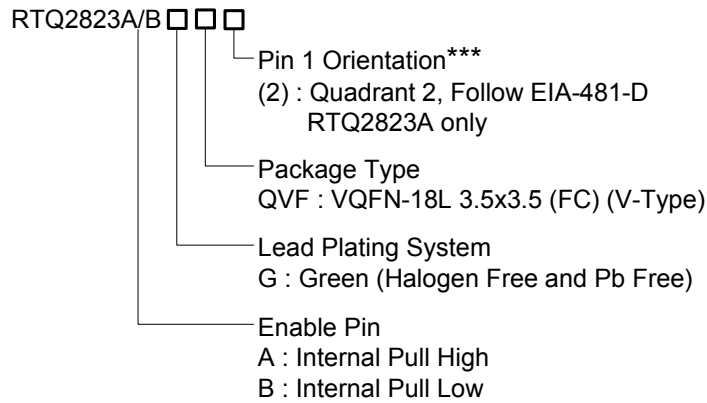 RTQ2823A/B
Pin 1 Orientation***
(2) : Quadrant 2, Follow EIA-481-D
RTQ2823A only
Package Type
QVF : VQFN-18L 3.5x3.5 (FC) (V-Type)
Lead Plating System
G : Green (Halogen Free and Pb Free)
Enable Pin
A : Internal Pull High
B : Internal Pull Low